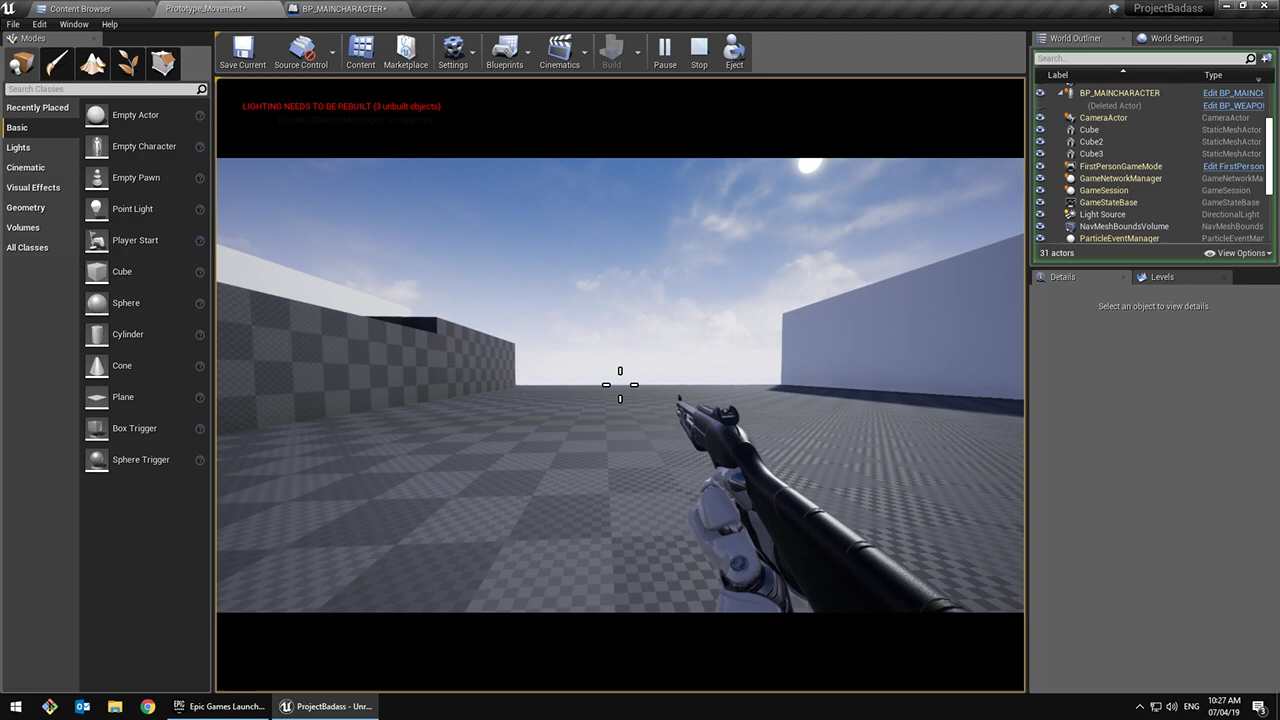 Content Browser
Prototype_Movement*
BP_MAINCHARACTER*
ProjectBadass
File Edit Window Help
Modes
Search Classes
Recently Placed
Basic
Lights
Cinematic
Visual Effects
Geometry
Volumes
All Classes
Empty Actor
Empty Character
Empty Pawn
Point Light
Player Start
Cube
Sphere
Cylinder
Cone
Plane
Box Trigger
Sphere Trigger
Save Current
Source Control
Content
Marketplace
Settings
Blueprints
Cinematics
Build
Pause
Stop
Eject
LIGHTING NEEDS TO BE REBUILT (3 unbuilt objects)
World Outliner
World Settings
Search...
Label Type
BP_MAINCHARACTER Edit BP_MAINC
(Deleted Actor) Edit BP_WEAPO
CameraActor CameraActor
Cube StaticMeshActor
Cube2 StaticMeshActor
Cube3 StaticMeshActor
FirstPersonGameMode Edit FirstPerson
GameNetworkManager GameNetworkMa
GameSession GameSession
GameStateBase GameStateBase
Light Source DirectionalLight
NavMeshBoundsVolume NavMeshBounds
ParticleEventManager ParticleEventMar
31 actors
View Options
Details
Levels
Select an object to view details.
Epic Games Launch...
ProjectBadass - Unr...
ENG
10:27 AM
07/04/19
3